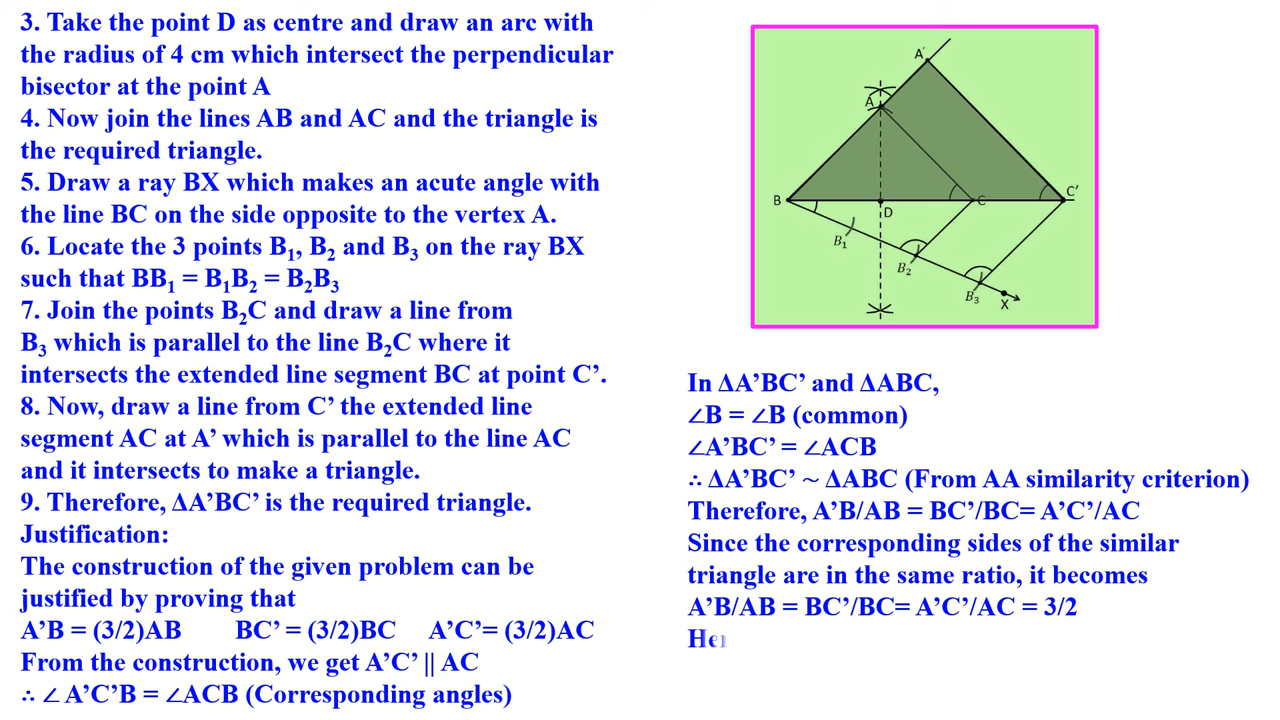 3. Take the point D as centre and draw an arc with
the radius of 4 cm which intersect the perpendicular
bisector at the point A
4. Now join the lines AB and AC and the triangle is
the required triangle.
5. Draw a ray BX which makes an acute angle with
the line BC on the side opposite to the vertex A.
6. Locate the 3 points B₁, B₂ and B₃ on the ray BX
such that BB₁ = B₁B₂ = B₂B₃
7. Join the points B₂C and draw a line from
B₃ which is parallel to the line B₂C where it
intersects the extended line segment BC at point C’.
8. Now, draw a line from C’ the extended line
segment AC at A’ which is parallel to the line AC
and it intersects to make a triangle.
9. Therefore, ΔA’BC’ is the required triangle.
Justification:
The construction of the given problem can be
justified by proving that
A’B = (3/2)AB BC’ = (3/2)BC A’C’= (3/2)AC
From the construction, we get A’C’ || AC
∴ ∠ A’C’B = ∠ACB (Corresponding angles)
A'
A
B
D
C
C'
B₁
B₂
B₃
X
In ΔA’BC’ and ΔABC,
∠B = ∠B (common)
∠A’BC’ = ∠ACB
∴ ΔA’BC’ ~ ΔABC (From AA similarity criterion)
Therefore, A’B/AB = BC’/BC= A’C’/AC
Since the corresponding sides of the similar
triangle are in the same ratio, it becomes
A’B/AB = BC’/BC= A’C’/AC = 3/2